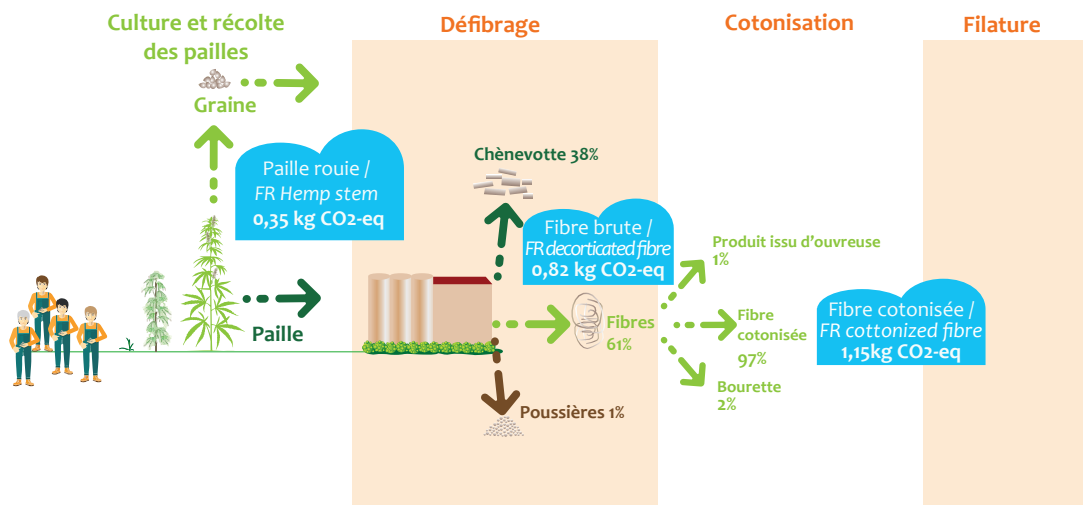 Culture et récolte
des pailles
Défibrage
Cotonisation
Filature
Graine
Paille rouie /
FR Hemp stem
0,35 kg CO2-eq
Paille
Chènevotte 38%
Fibre brute /
FR decorticated fibre
0,82 kg CO2-eq
Fibres
61%
Poussières 1%
Produit issu d'ouvreuse
1%
Fibre
cotonisée
97%
Bourette
2%
Fibre cotonisée /
FR cottonized fibre
1,15kg CO2-eq